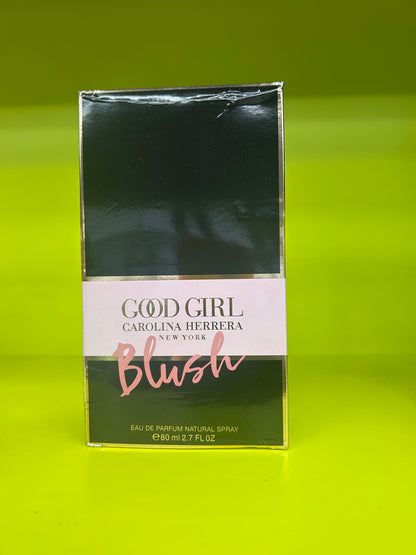 GOOD GIRL
CAROLINA HERRERA
NEW YORK
Blush
EAU DE PARFUM NATURAL SPRAY
℮80 ml 2.7 FL OZ